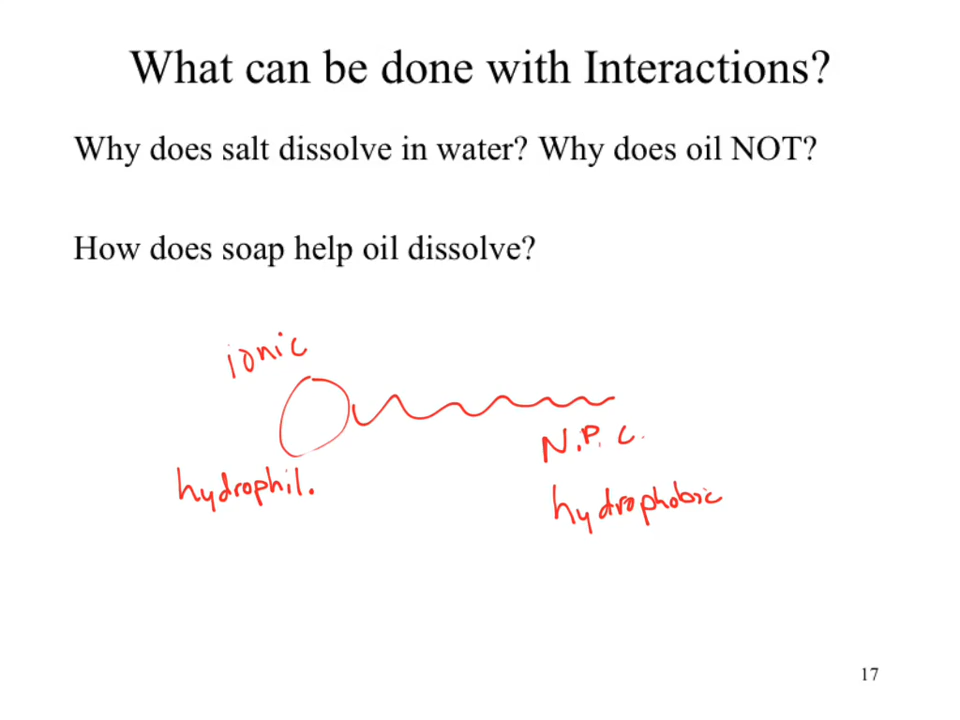 What can be done with Interactions?
Why does salt dissolve in water? Why does oil NOT?
How does soap help oil dissolve?
ionic
N.P. C.
hydrophil.
hydrophobic
17